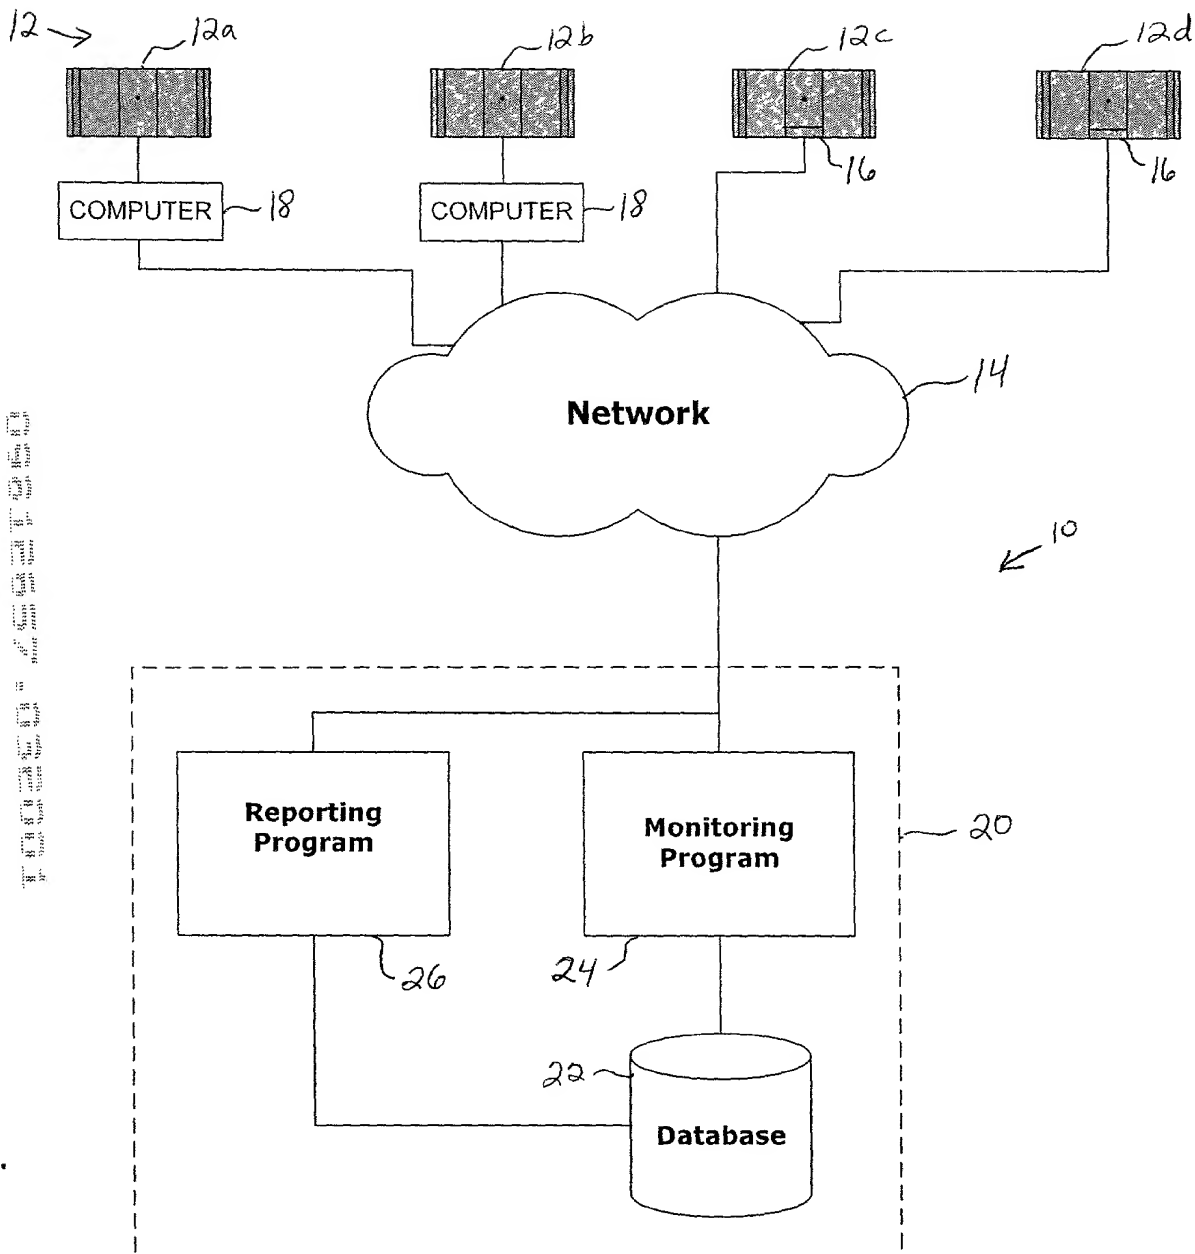 12
12a
12b
12c
12d
16
16
COMPUTER
18
COMPUTER
18
14
Network
10
Reporting
Program
Monitoring
Program
20
26
24
22
Database